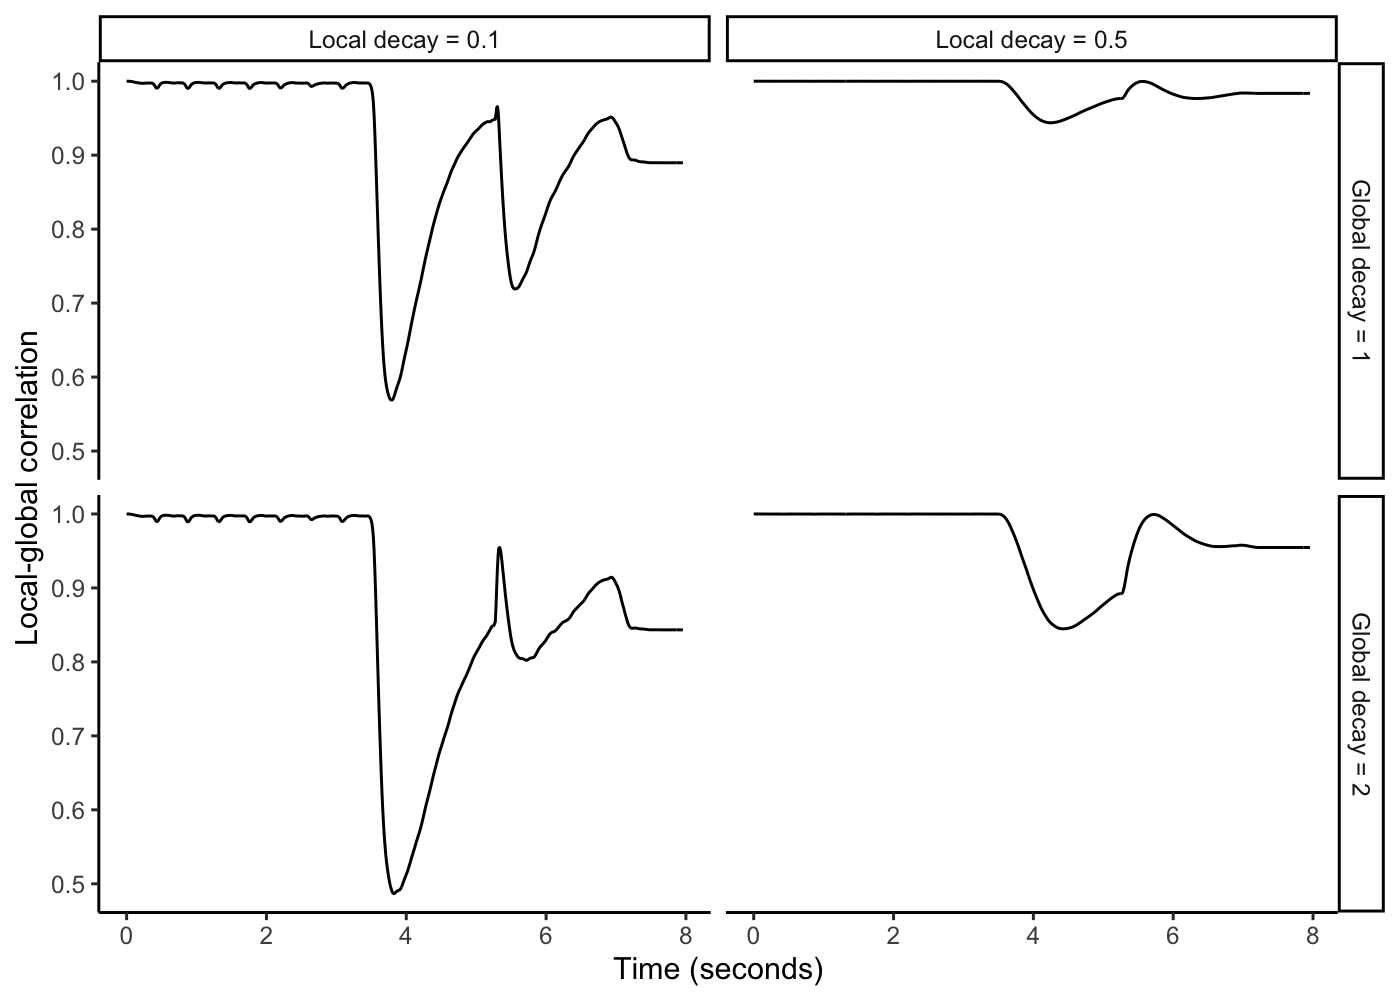 Local decay = 0.1
Local decay = 0.5
1.0
0.9
0.8
0.7
0.6
0.5
Global decay = 1
Local-global correlation
1.0
0.9
0.8
0.7
0.6
0.5
Global decay = 2
0 2 4 6 8
0 2 4 6 8
Time (seconds)